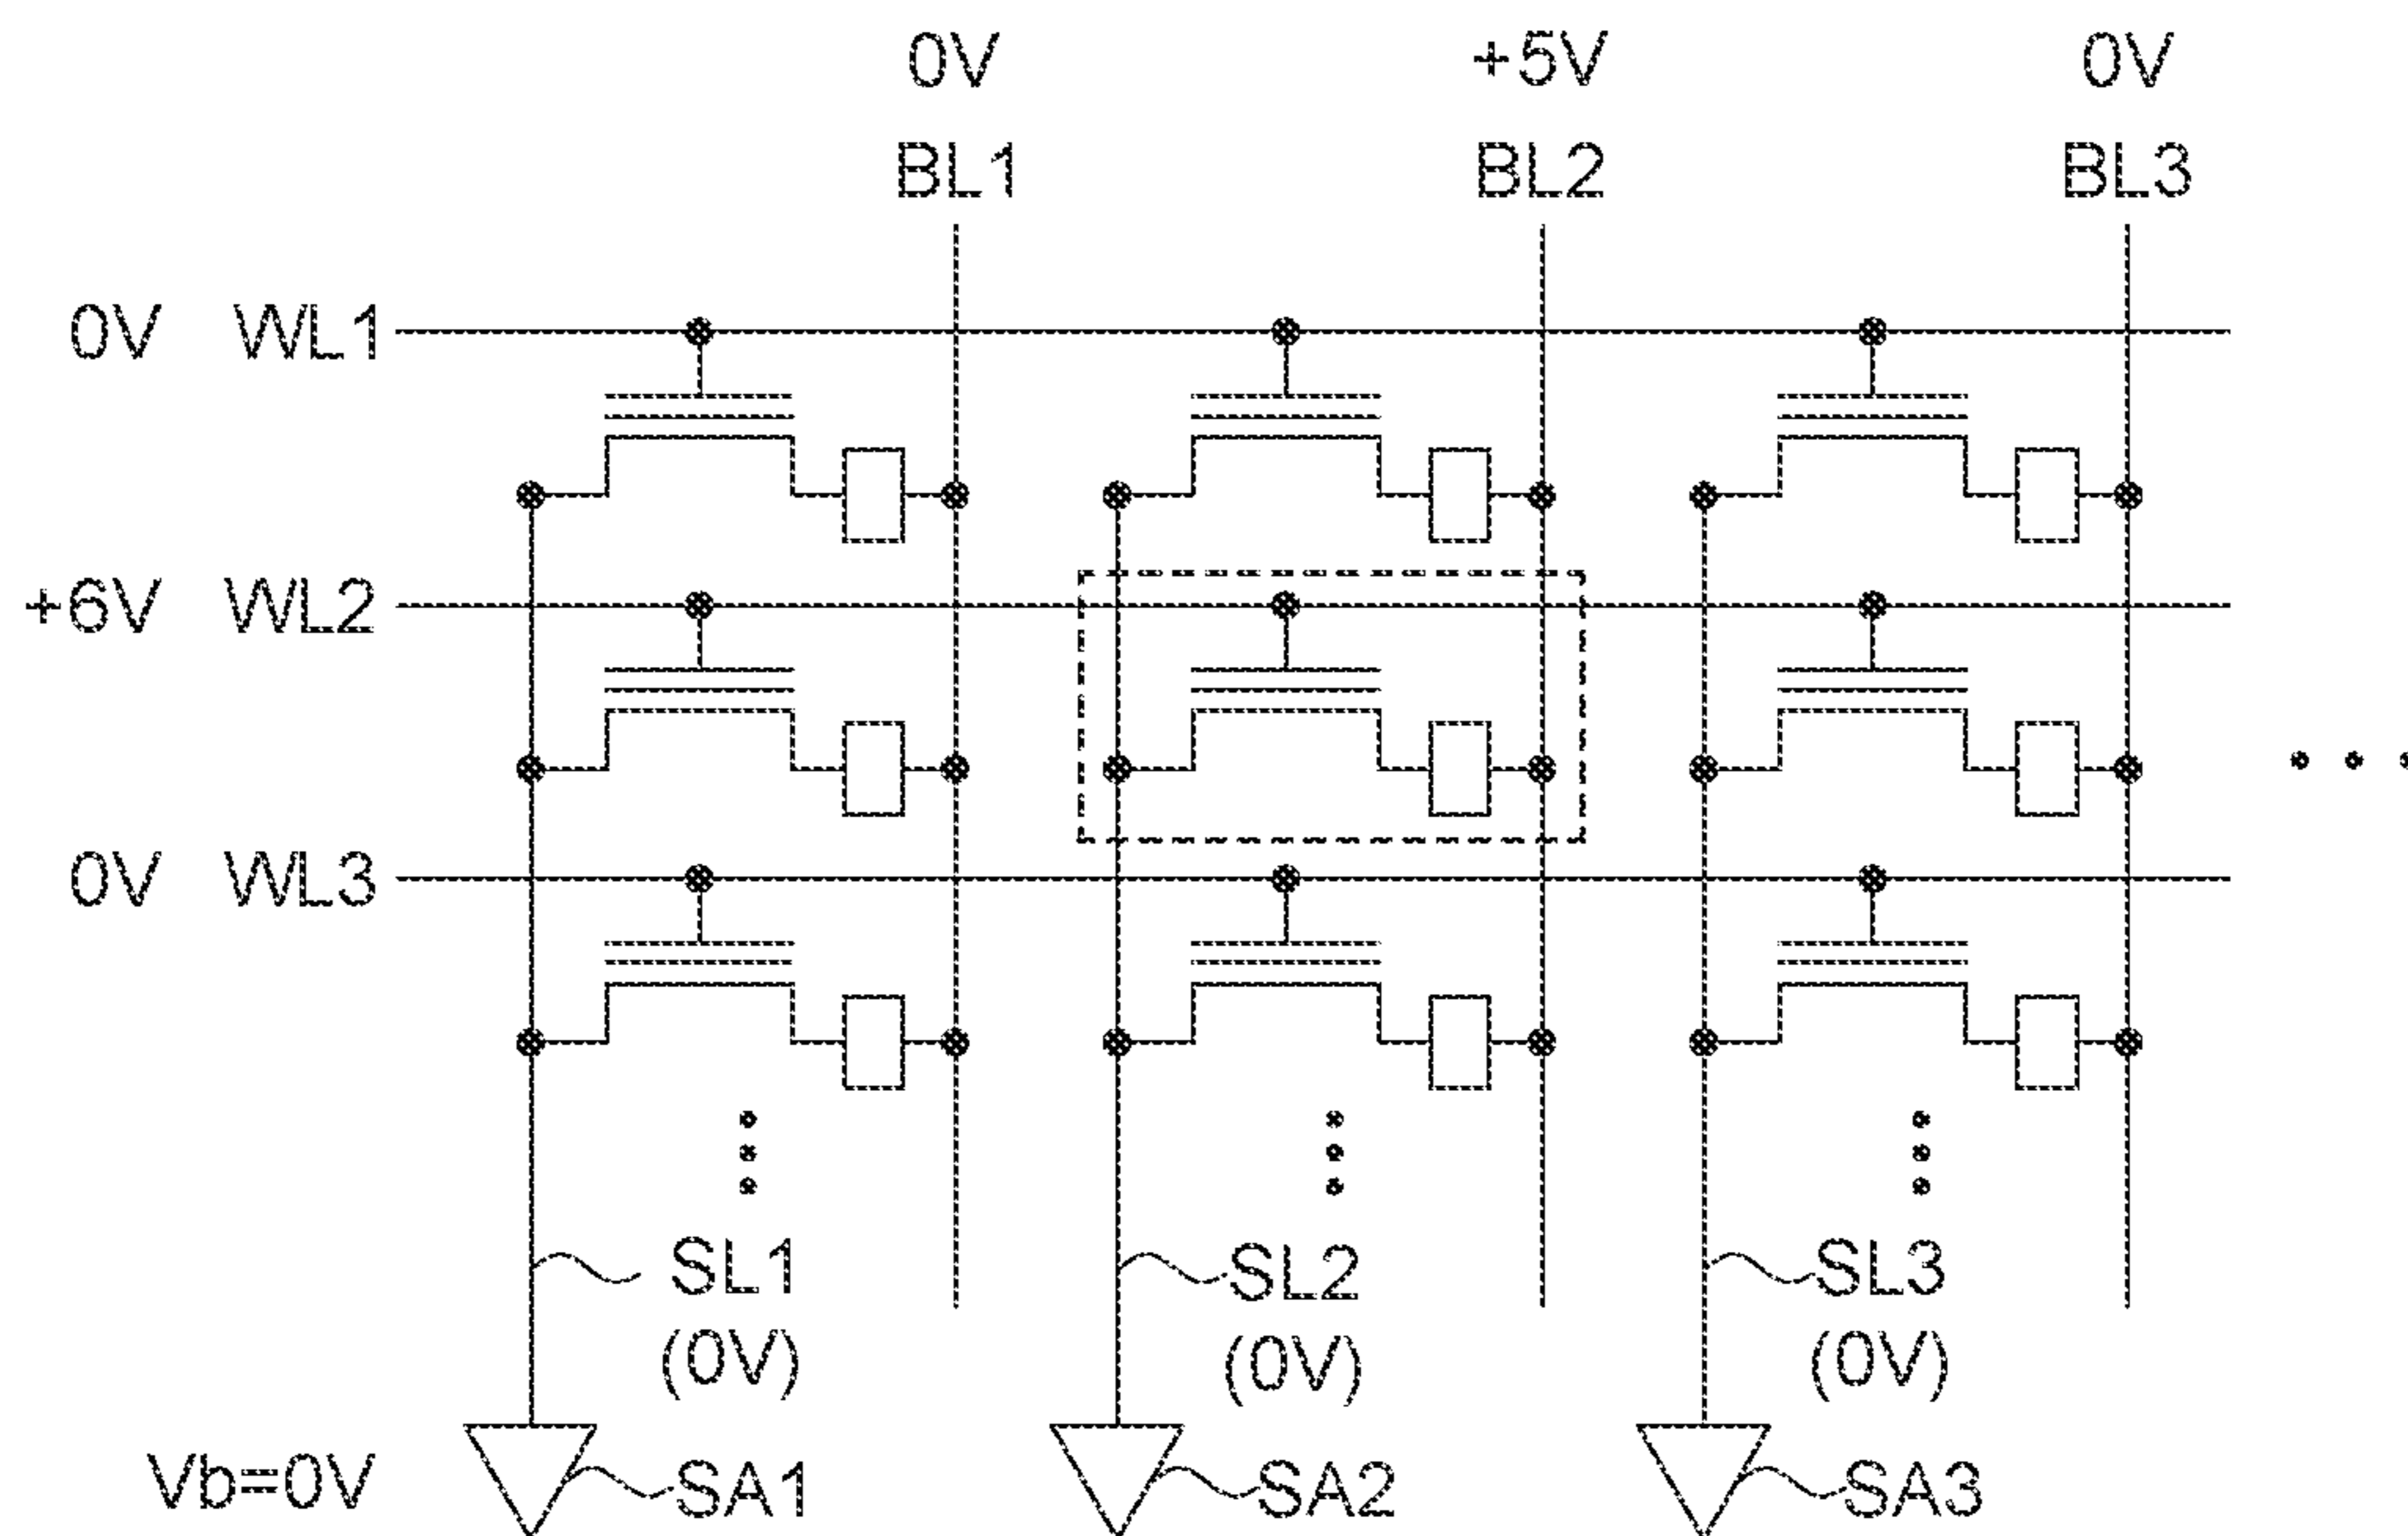 0V +5V 0V
BL1 BL2 BL3
0V WL1
+6V WL2
0V WL3
SL1 SL2 SL3
(0V) (0V) (0V)
Vb=0V SA1 SA2 SA3